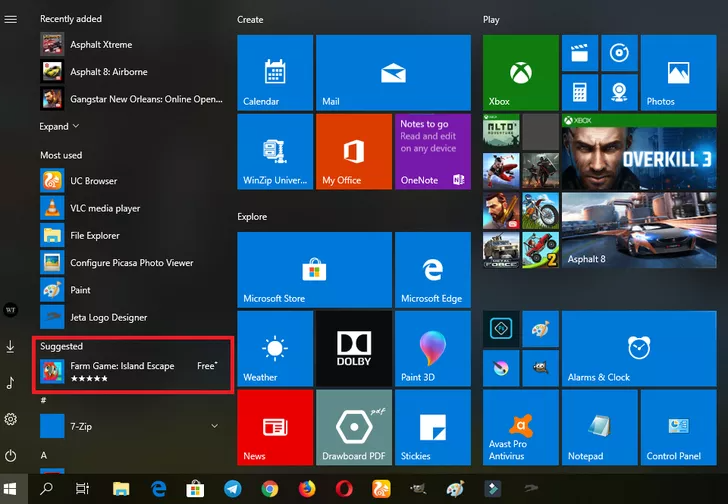 Recently added
Asphalt Xtreme
Asphalt 8: Airborne
Gangstar New Orleans: Online Open...
Expand
Most used
UC Browser
VLC media player
File Explorer
Configure Picasa Photo Viewer
Paint
Jeta Logo Designer
WT
Suggested
Farm Game: Island Escape
Free+
#
7-Zip
A
Create
Calendar
Mail
WinZip Univer...
My Office
Notes to go
Read and edit
on any device
OneNote
Explore
Microsoft Store
Microsoft Edge
Weather
DOLBY
Paint 3D
News
pdf
Drawboard PDF
Stickies
Play
Xbox
Photos
ALTO'S
ADVENTURE
XBOX
OVERKILL 3
2
Asphalt 8
Alarms & Clock
Avast Pro
Antivirus
Notepad
Control Panel